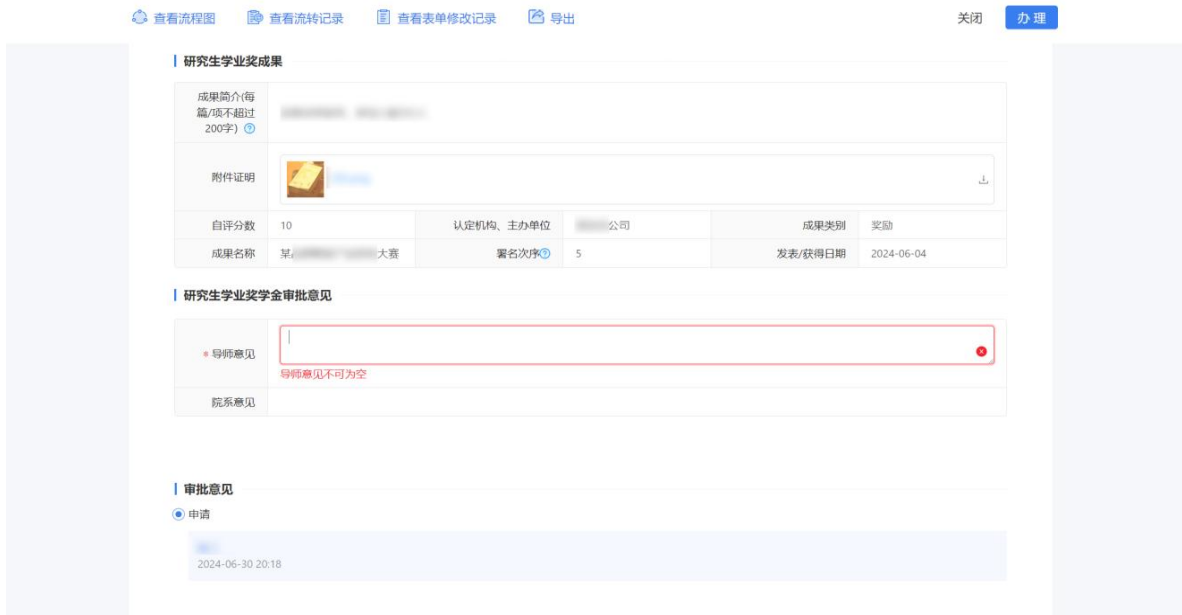 查看流程图 查看流转记录 查看表单修改记录 导出 关闭 办理
研究生学业奖成果
成果简介(每
篇/项不超过
200字)
附件证明
自评分数 10 认定机构、主办单位 公司 成果类别 奖励
成果名称 某 大赛 署名次序 5 发表/获得日期 2024-06-04
研究生学业奖学金审批意见
* 导师意见
导师意见不可为空
院系意见
审批意见
申请
2024-06-30 20:18